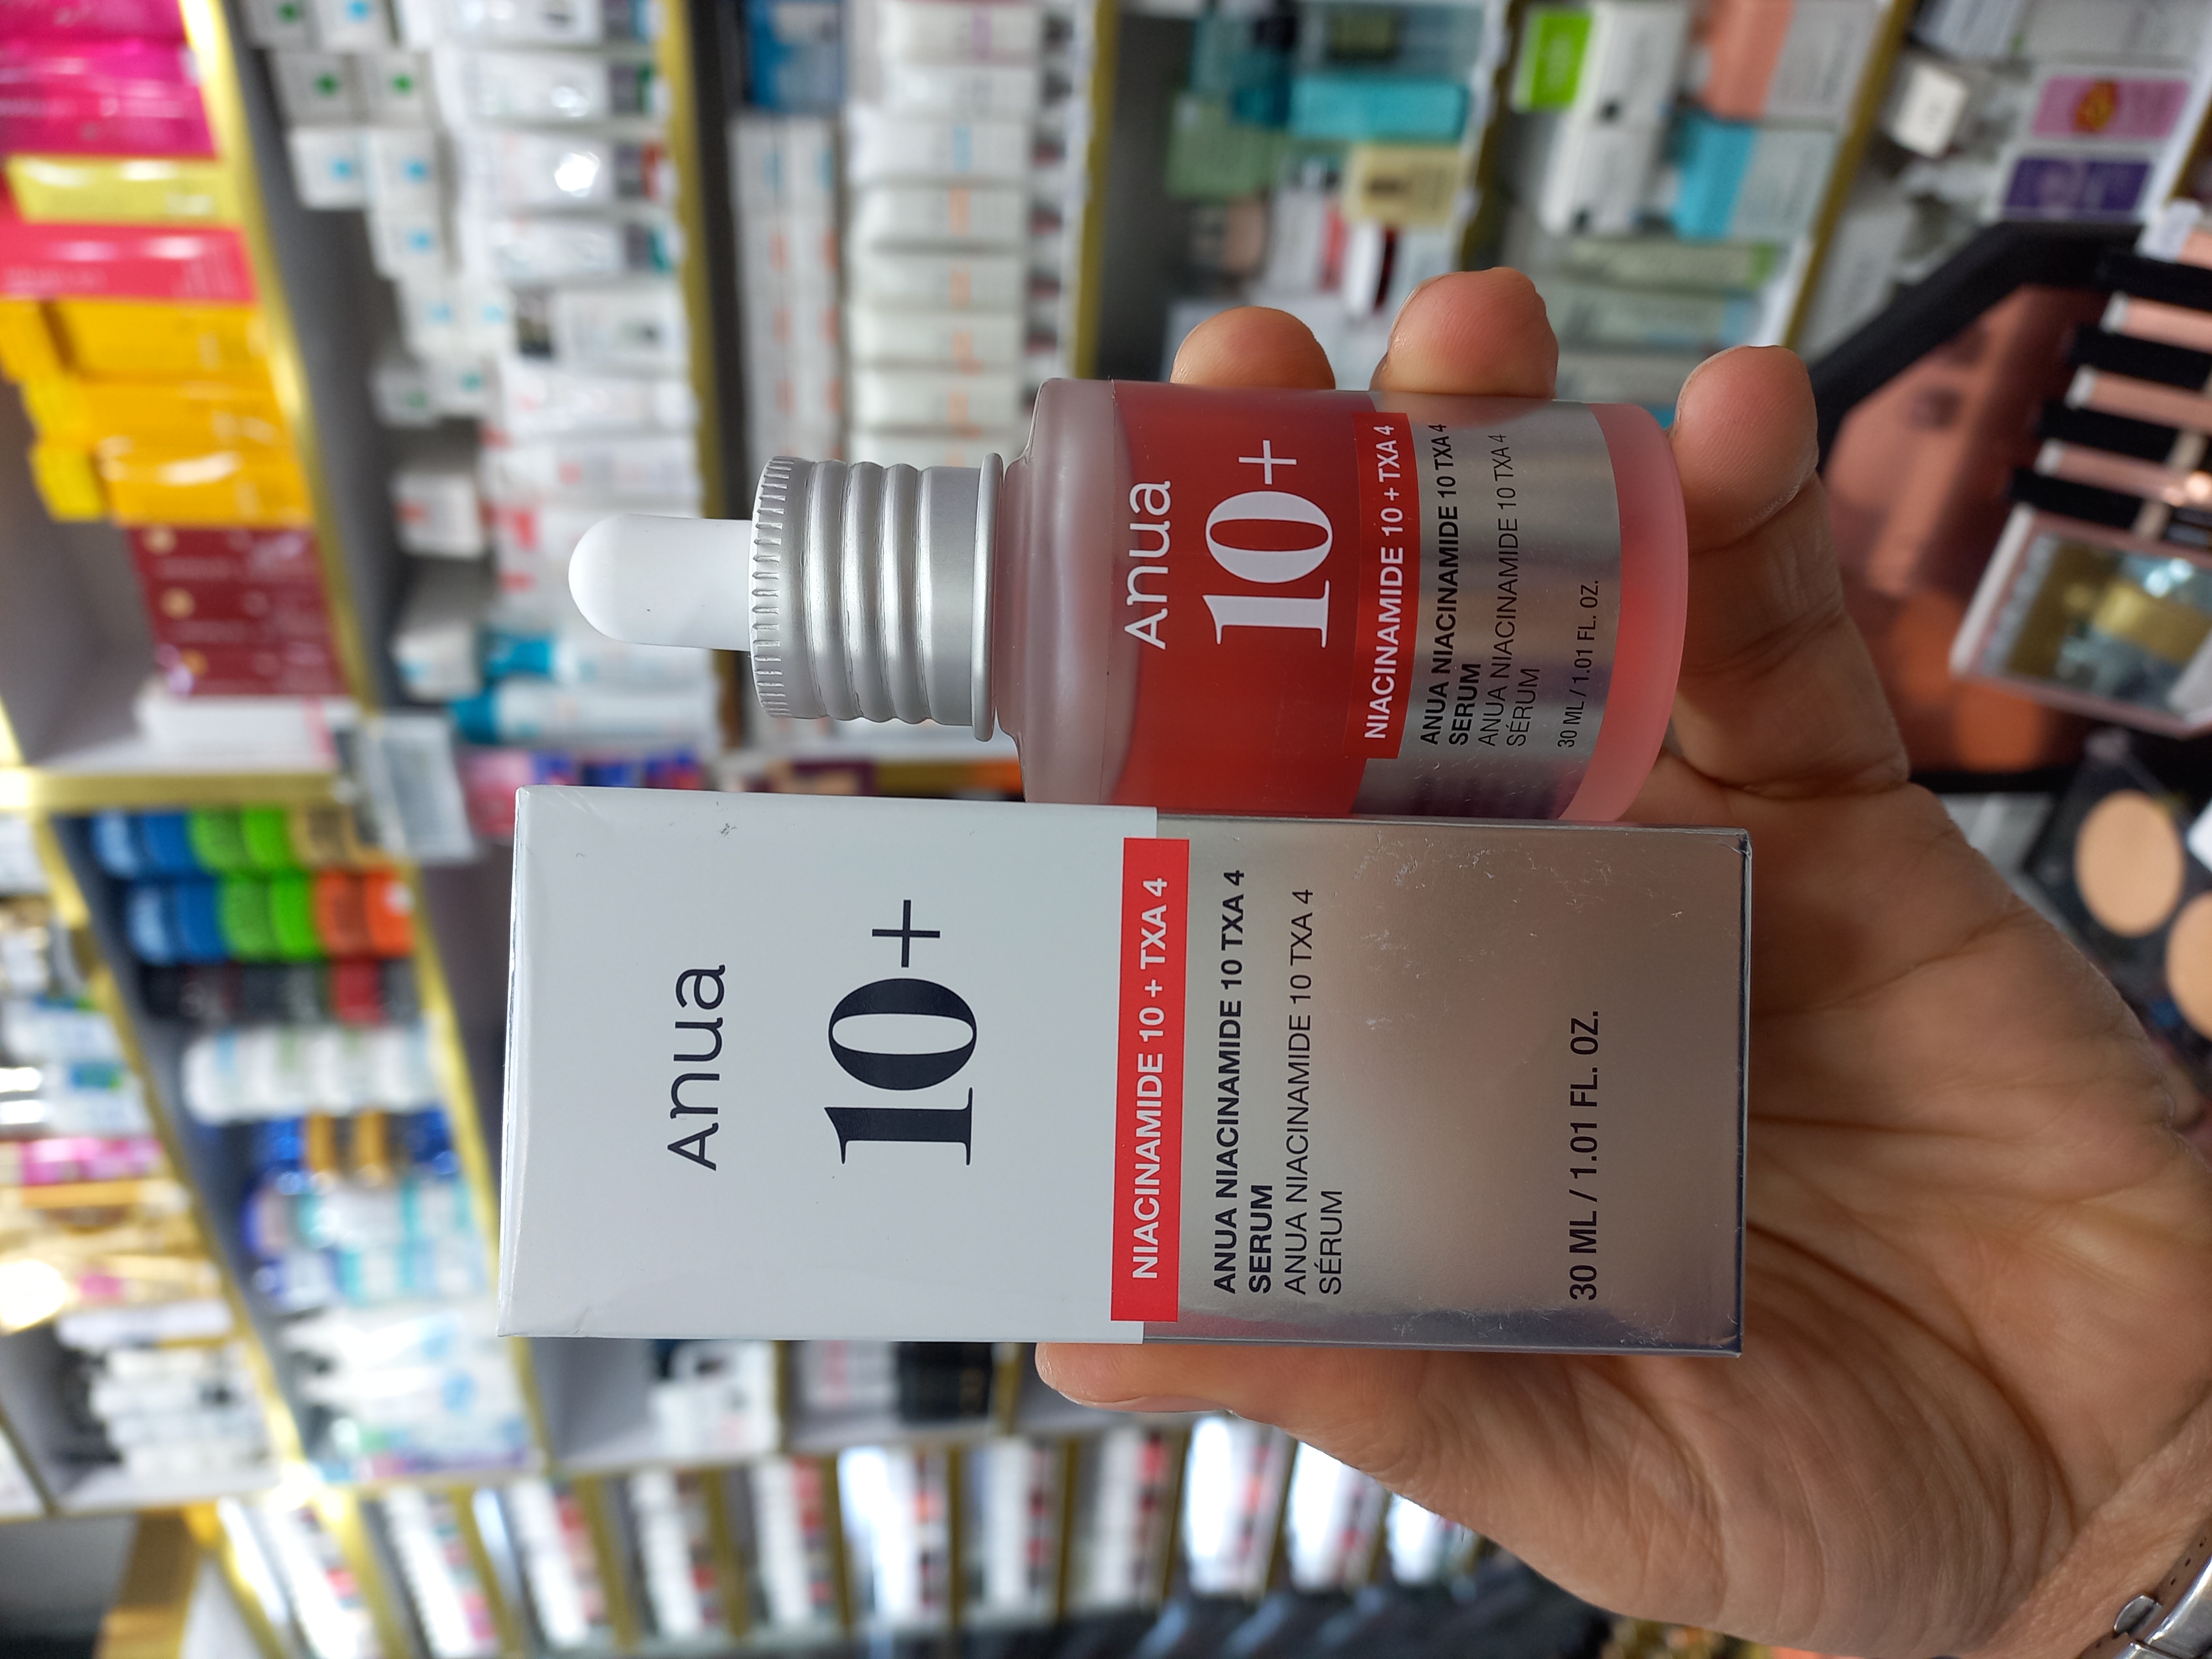 Anua
10+
NIACINAMIDE 10 + TXA 4
ANUA NIACINAMIDE 10 TXA 4
SERUM
ANUA NIACINAMIDE 10 TXA 4
SÉRUM
30 ML / 1.01 FL. OZ.
Anua
10+
NIACINAMIDE 10 + TXA 4
ANUA NIACINAMIDE 10 TXA 4
SERUM
ANUA NIACINAMIDE 10 TXA 4
SÉRUM
30 ML / 1.01 FL. OZ.